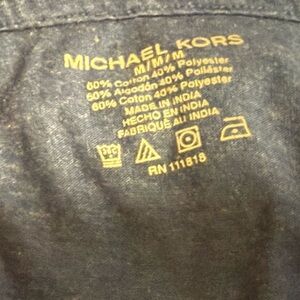 MICHAEL KORS
M/M/M
60% Cotton 40% Polyester
60% Algodón 40% Poliéster
60% Coton 40% Polyester
MADE IN INDIA
HECHO EN INDIA
FABRIQUÉ AU INDIA
RN 111818